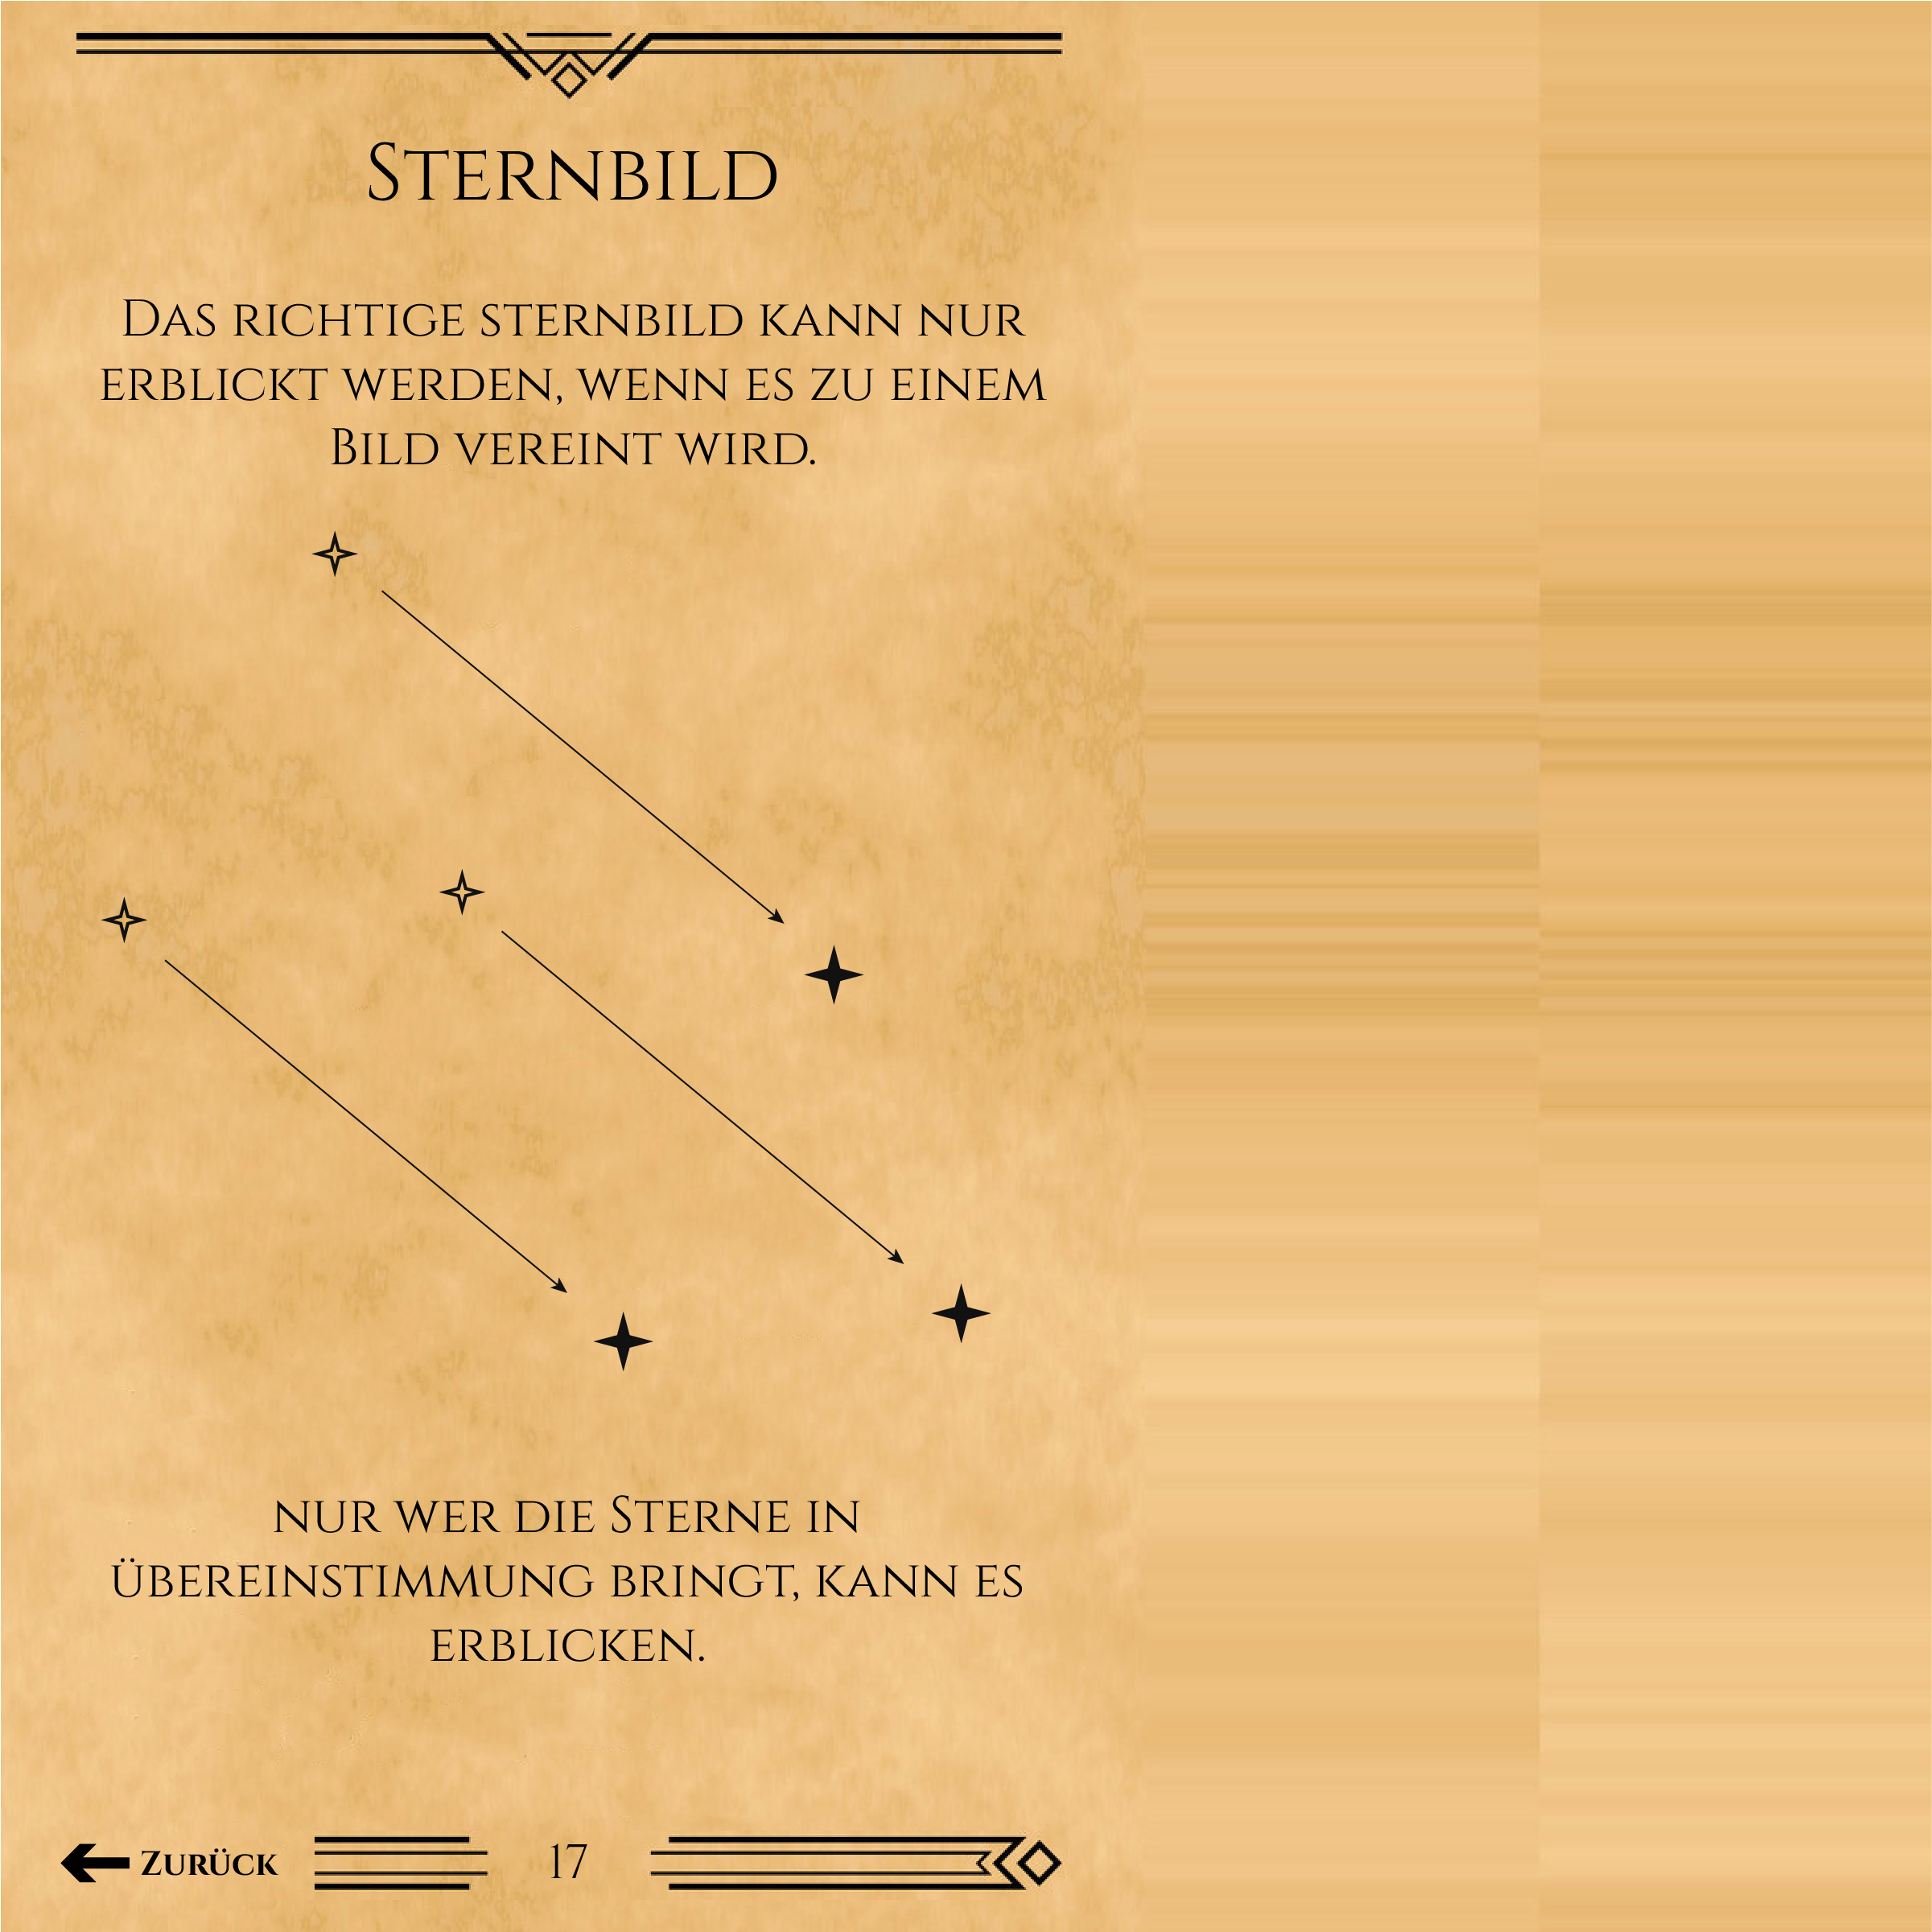 Sternbild
Das richtige sternbild kann nur
erblickt werden, wenn es zu einem
Bild vereint wird.
nur wer die Sterne in
übereinstimmung bringt, kann es
erblicken.
Zurück
17